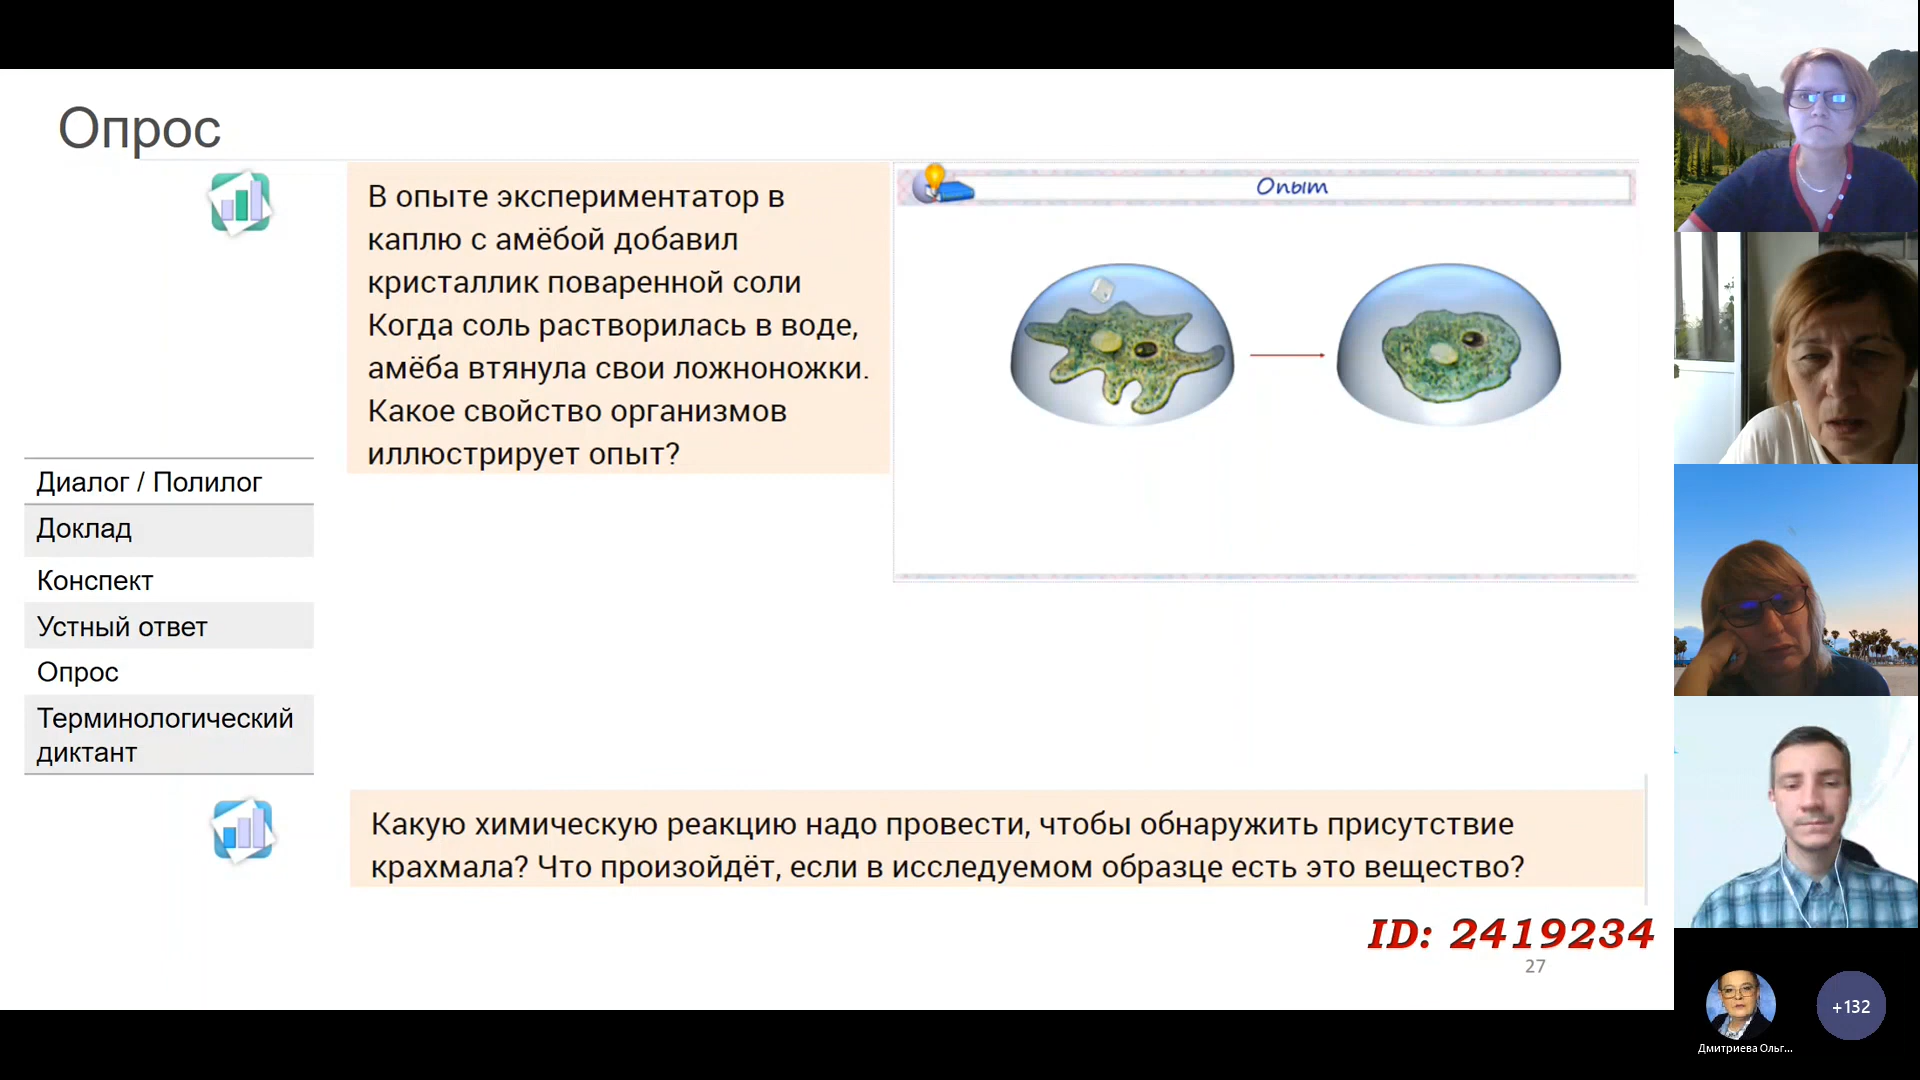 Опрос
В опыте экспериментатор в
каплю с амёбой добавил
кристаллик поваренной соли
Когда соль растворилась в воде,
амёба втянула свои ложноножки.
Какое свойство организмов
иллюстрирует опыт?
Опыт
Диалог / Полилог
Доклад
Конспект
Устный ответ
Опрос
Терминологический
диктант
Какую химическую реакцию надо провести, чтобы обнаружить присутствие
крахмала? Что произойдёт, если в исследуемом образце есть это вещество?
ID: 2419234
27
+132
Дмитриева Ольг...